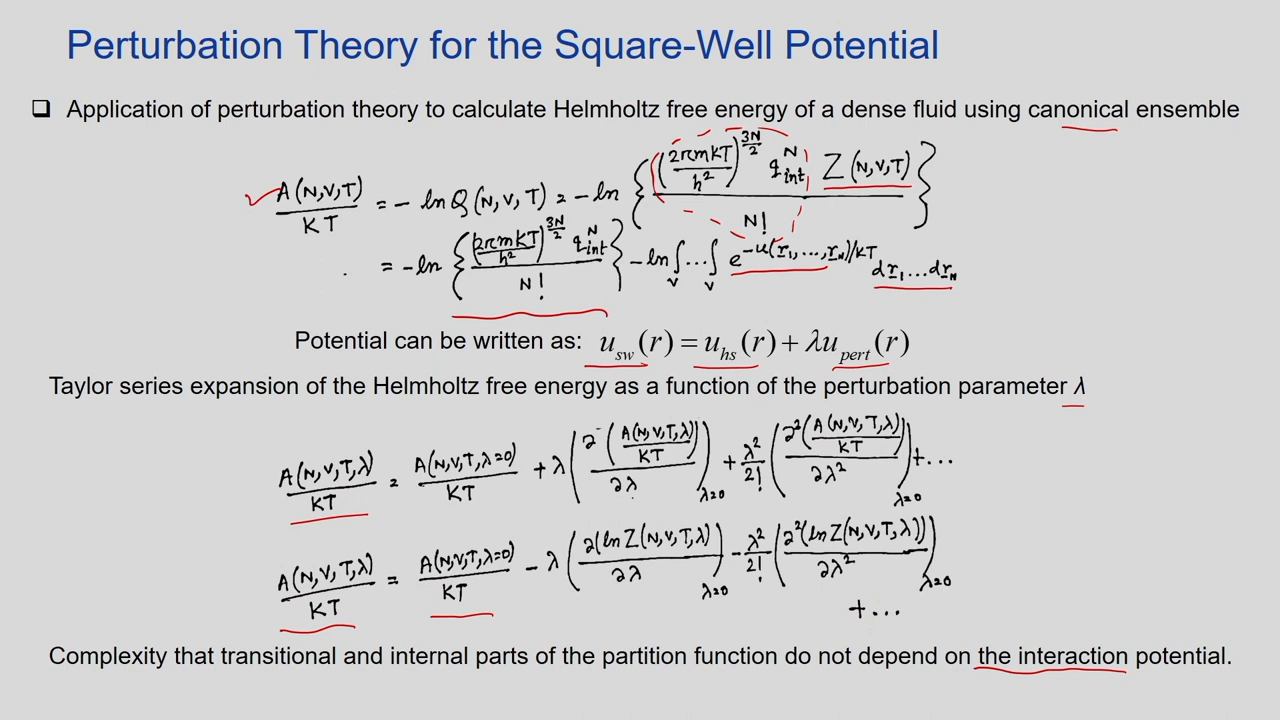 Perturbation Theory for the Square-Well Potential
❑ Application of perturbation theory to calculate Helmholtz free energy of a dense fluid using canonical ensemble
A(N,V,T)/KT = - ln Q(N,V,T) = - ln { (2πmKT/h²)^(3N/2) q_int^N Z(N,V,T) / N! }
= - ln { (2πmKT/h²)^(3N/2) q_int^N / N! } - ln ∫_V ... ∫_V e^(-u(r_1,...,r_N)/KT) dr_1...dr_N
Potential can be written as: u_sw(r) = u_hs(r) + λu_pert(r)
Taylor series expansion of the Helmholtz free energy as a function of the perturbation parameter λ
A(N,V,T,λ)/KT = A(N,V,T,λ=0)/KT + λ (∂(A(N,V,T,λ)/KT)/∂λ)_λ=0 + λ²/2! (∂²(A(N,V,T,λ)/KT)/∂λ²)_λ=0 + ...
A(N,V,T,λ)/KT = A(N,V,T,λ=0)/KT - λ (∂(ln Z(N,V,T,λ))/∂λ)_λ=0 - λ²/2! (∂²(ln Z(N,V,T,λ))/∂λ²)_λ=0
+ ...
Complexity that transitional and internal parts of the partition function do not depend on the interaction potential.